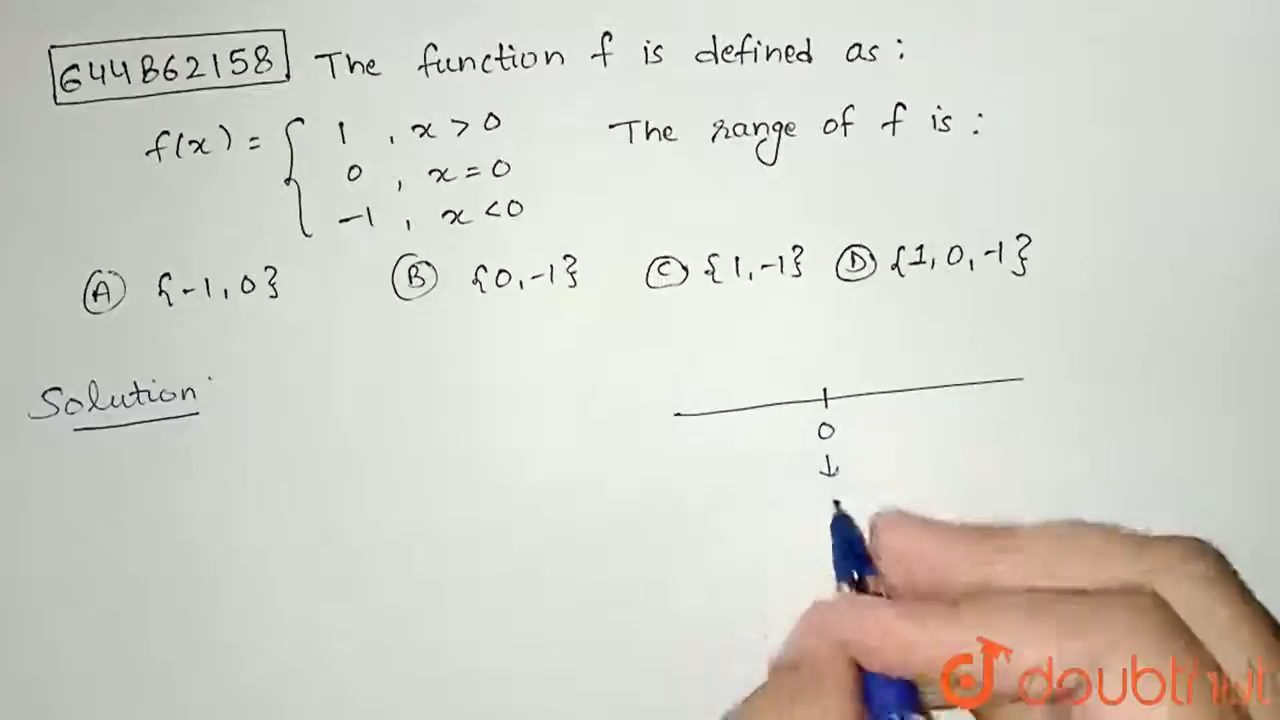 644862158 The function f is defined as:
f(x) = { 1 , x > 0 The range of f is :
0 , x = 0
-1 , x < 0
(A) {-1, 0} (B) {0, -1} (C) {1, -1} (D) {1, 0, -1}
Solution:
0
↓
doubtnut